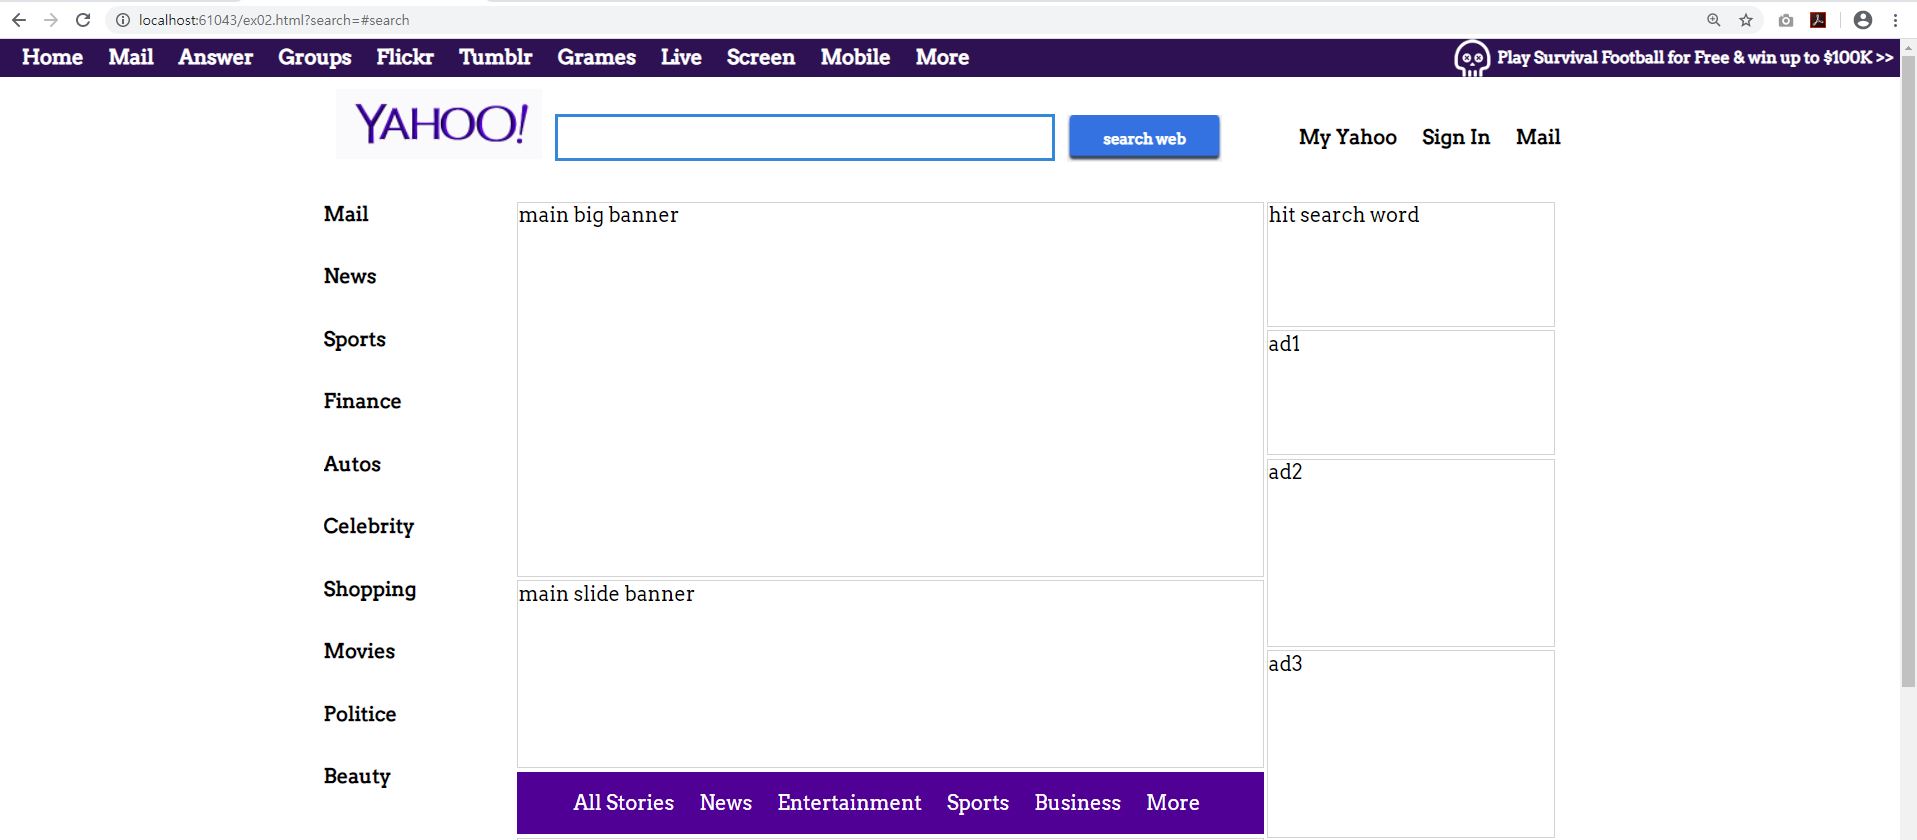 localhost:61043/ex02.html?search=#search
Home Mail Answer Groups Flickr Tumblr Grames Live Screen Mobile More Play Survival Football for Free & win up to $100K >>
YAHOO! search web My Yahoo Sign In Mail
Mail
News
Sports
Finance
Autos
Celebrity
Shopping
Movies
Politice
Beauty
main big banner
main slide banner
All Stories News Entertainment Sports Business More
hit search word
ad1
ad2
ad3